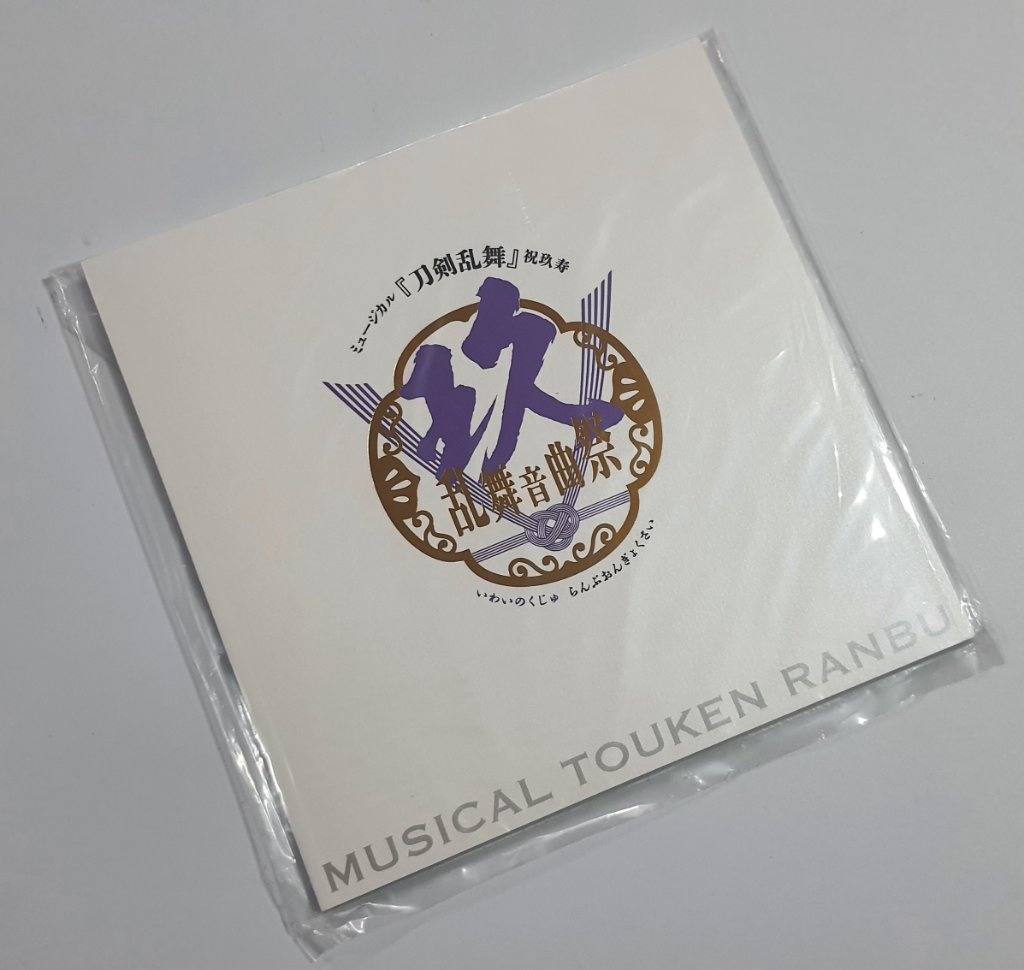 ミュージカル『刀剣乱舞』祝玖寿
玖
乱舞音曲祭
いわいのくじゅ らんぶおんぎょくさい
MUSICAL TOUKEN RANBU